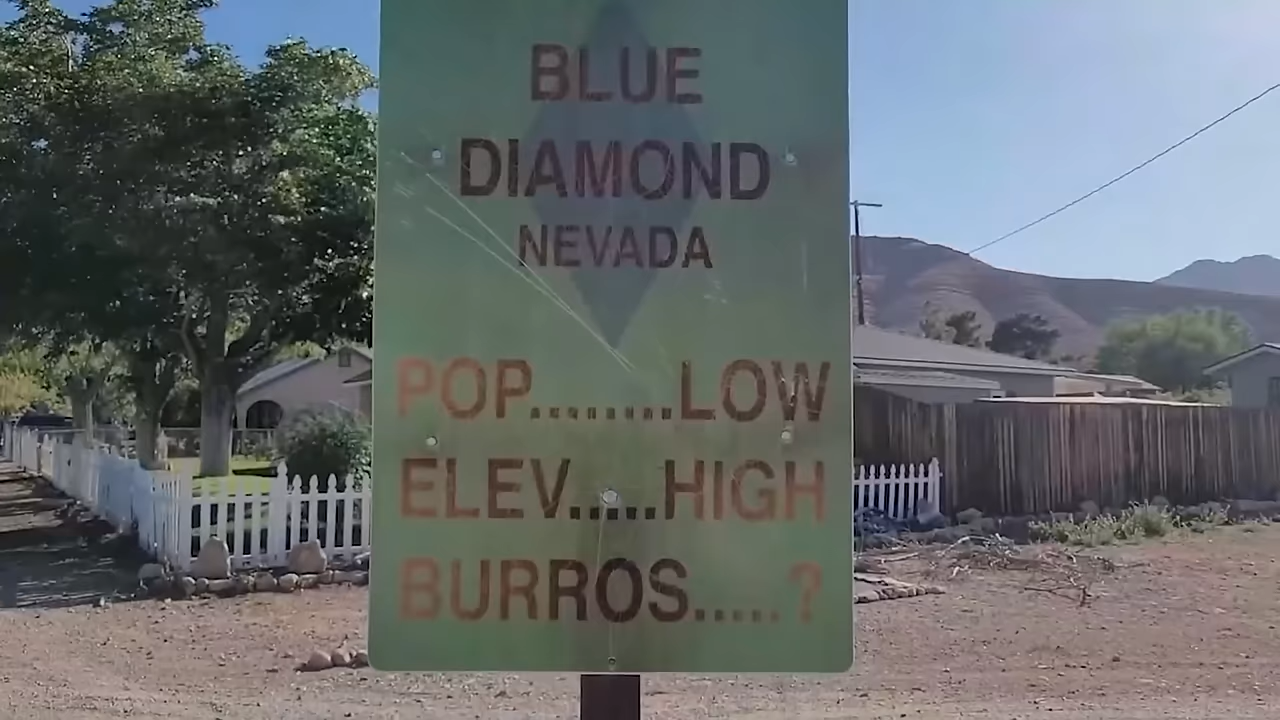 BLUE
DIAMOND
NEVADA
POP.........LOW
ELEV.....HIGH
BURROS.....?